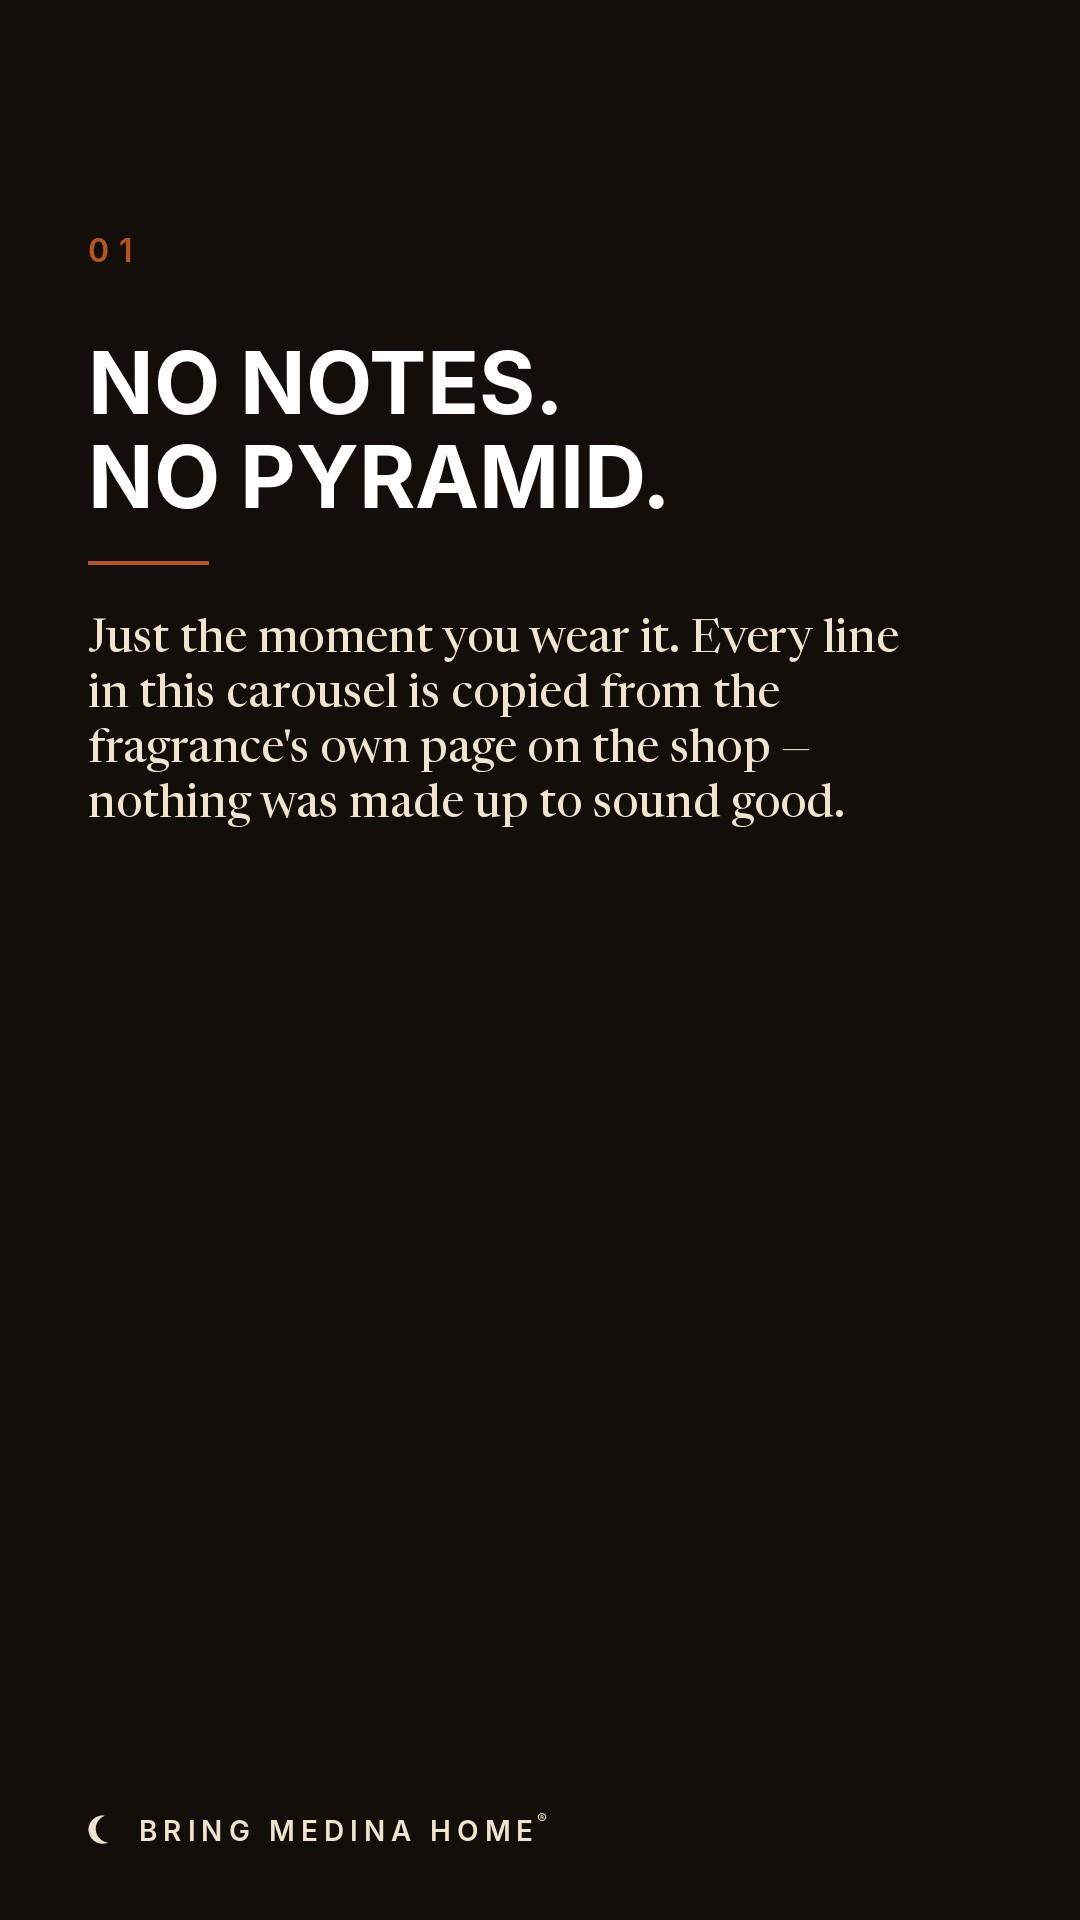 01
NO NOTES.
NO PYRAMID.
Just the moment you wear it. Every line
in this carousel is copied from the
fragrance's own page on the shop —
nothing was made up to sound good.
BRING MEDINA HOME®